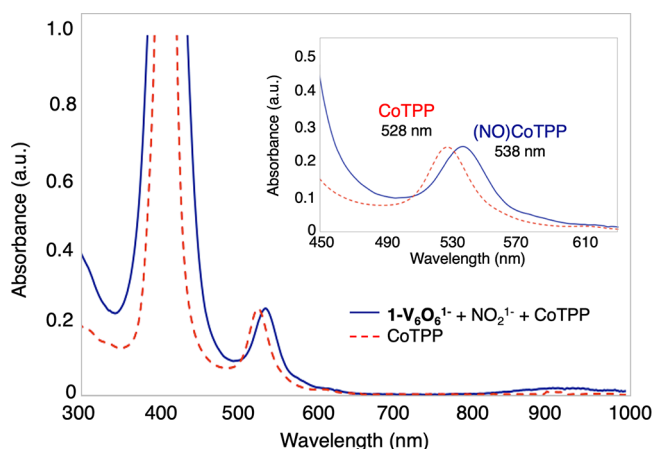 1.0
0.8
0.6
0.4
0.2
0
Absorbance (a.u.)
300 400 500 600 700 800 900 1000
Wavelength (nm)
0.5
0.4
0.3
0.2
0.1
0
Absorbance (a.u.)
450 490 530 570 610
Wavelength (nm)
CoTPP
528 nm
(NO)CoTPP
538 nm
1-V₆O₆¹⁻ + NO₂¹⁻ + CoTPP
CoTPP